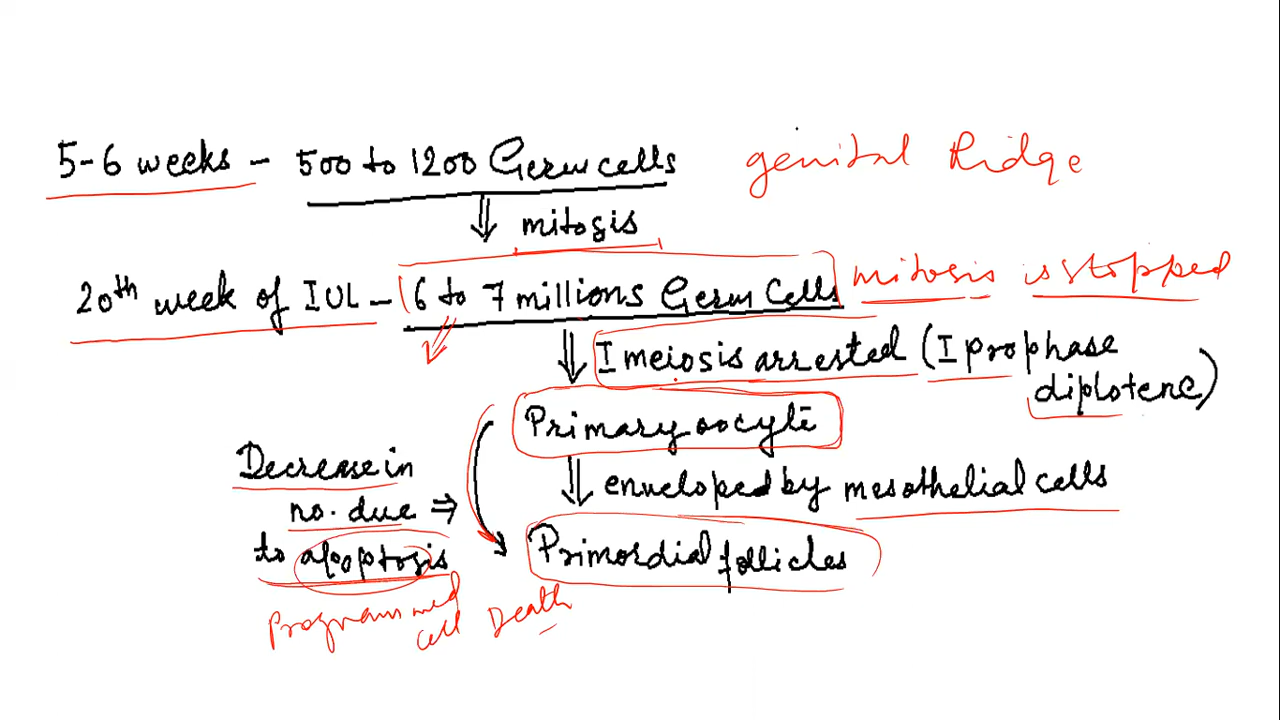 5-6 weeks - 500 to 1200 Germ cells genital Ridge
mitosis
20th week of IUL - 6 to 7 millions Germ Cells mitosis is stopped
I meiosis arrested (I prophase
diplotene)
Primary oocyte
Decrease in
enveloped by mesothelial cells
no. due ⇒
to apoptosis
Primordial follicles
Programmed
cell Death